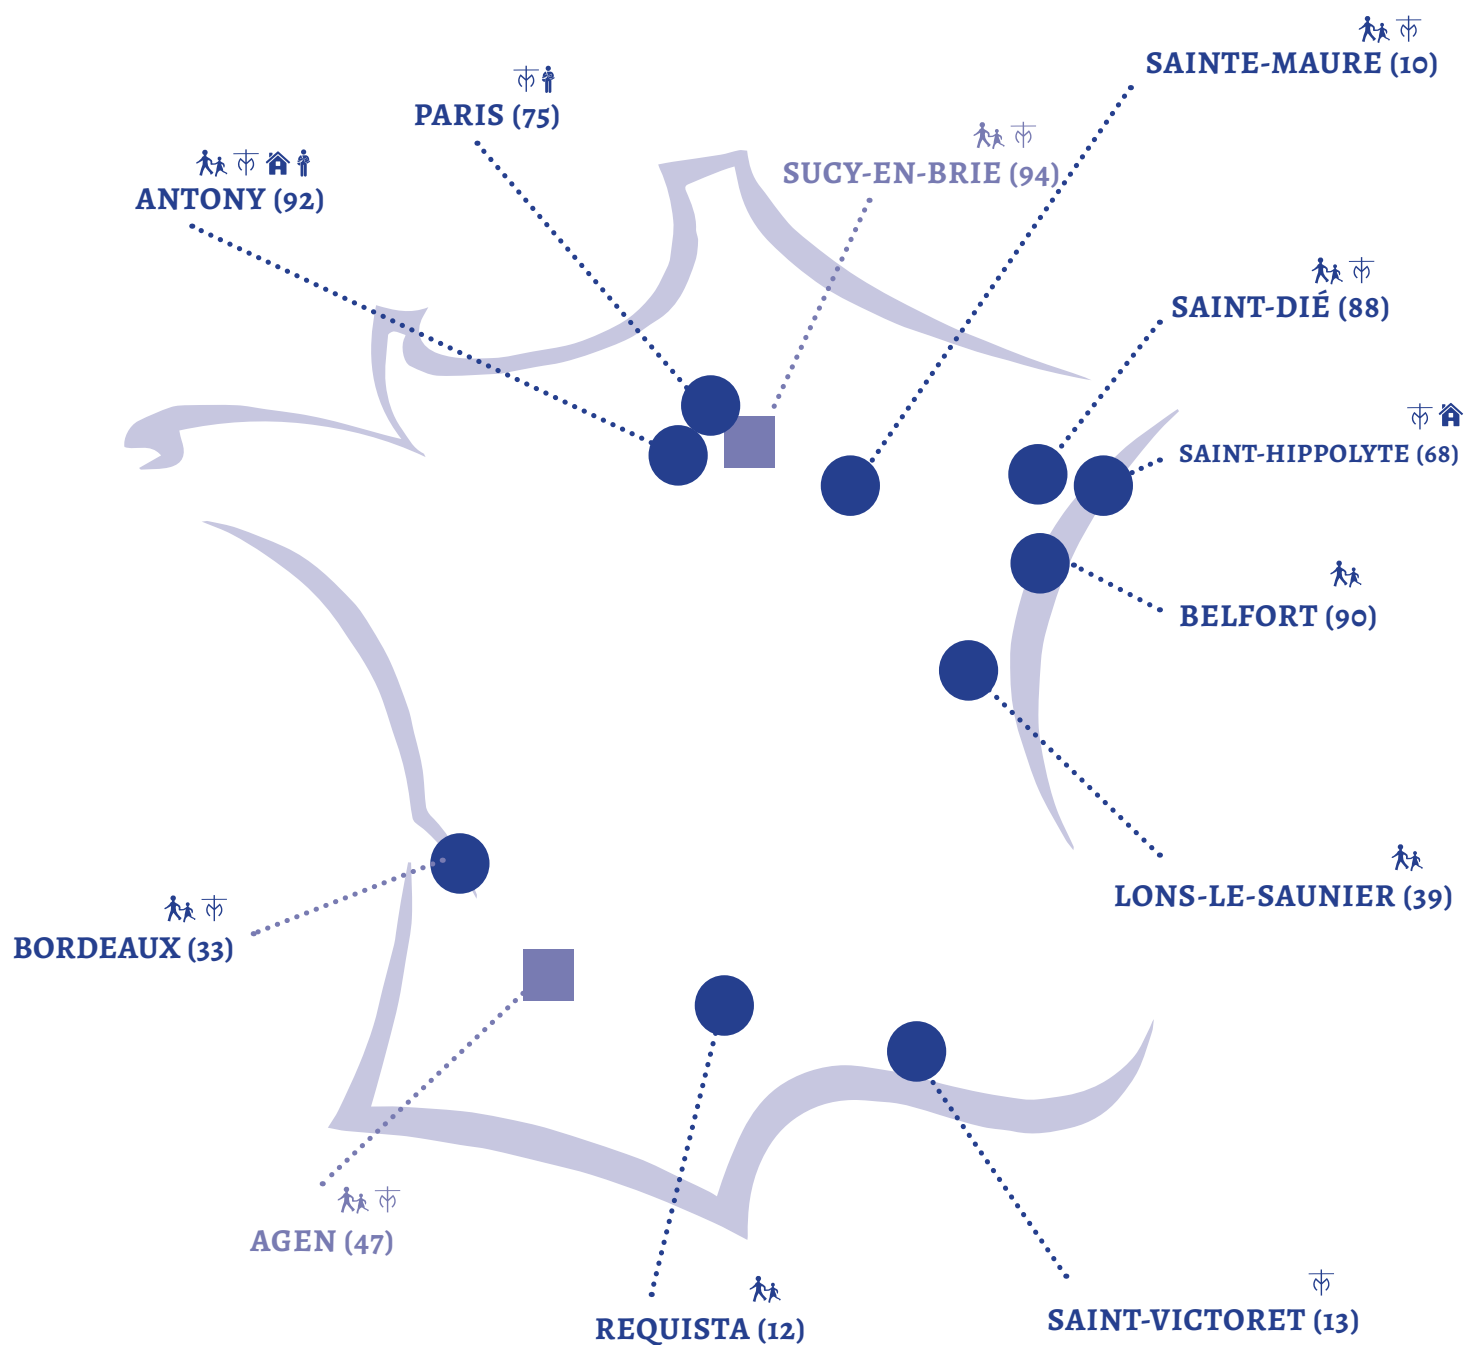 SAINTE-MAURE (10)
PARIS (75)
SUCY-EN-BRIE (94)
ANTONY (92)
SAINT-DIÉ (88)
SAINT-HIPPOLYTE (68)
BELFORT (90)
LONS-LE-SAUNIER (39)
BORDEAUX (33)
AGEN (47)
REQUISTA (12)
SAINT-VICTORET (13)